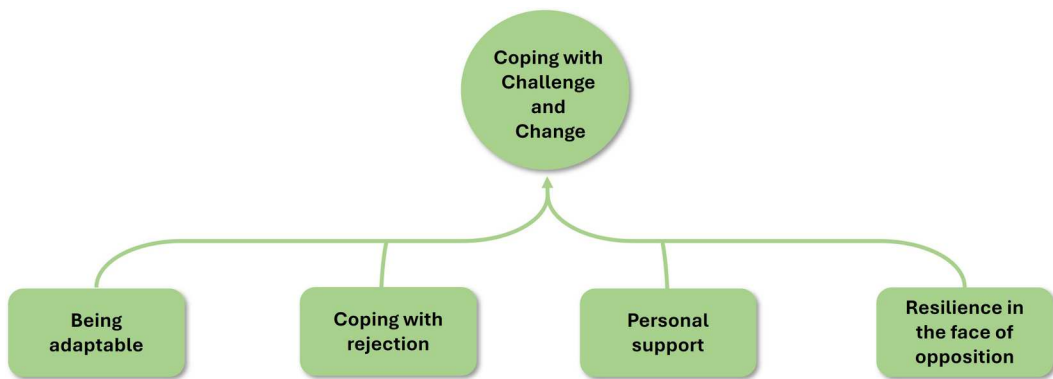 Coping with
Challenge
and
Change
Being
adaptable
Coping with
rejection
Personal
support
Resilience in
the face of
opposition